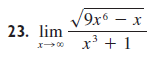 23. lim x→∞ √(9x⁶ − x) / (x³ + 1)